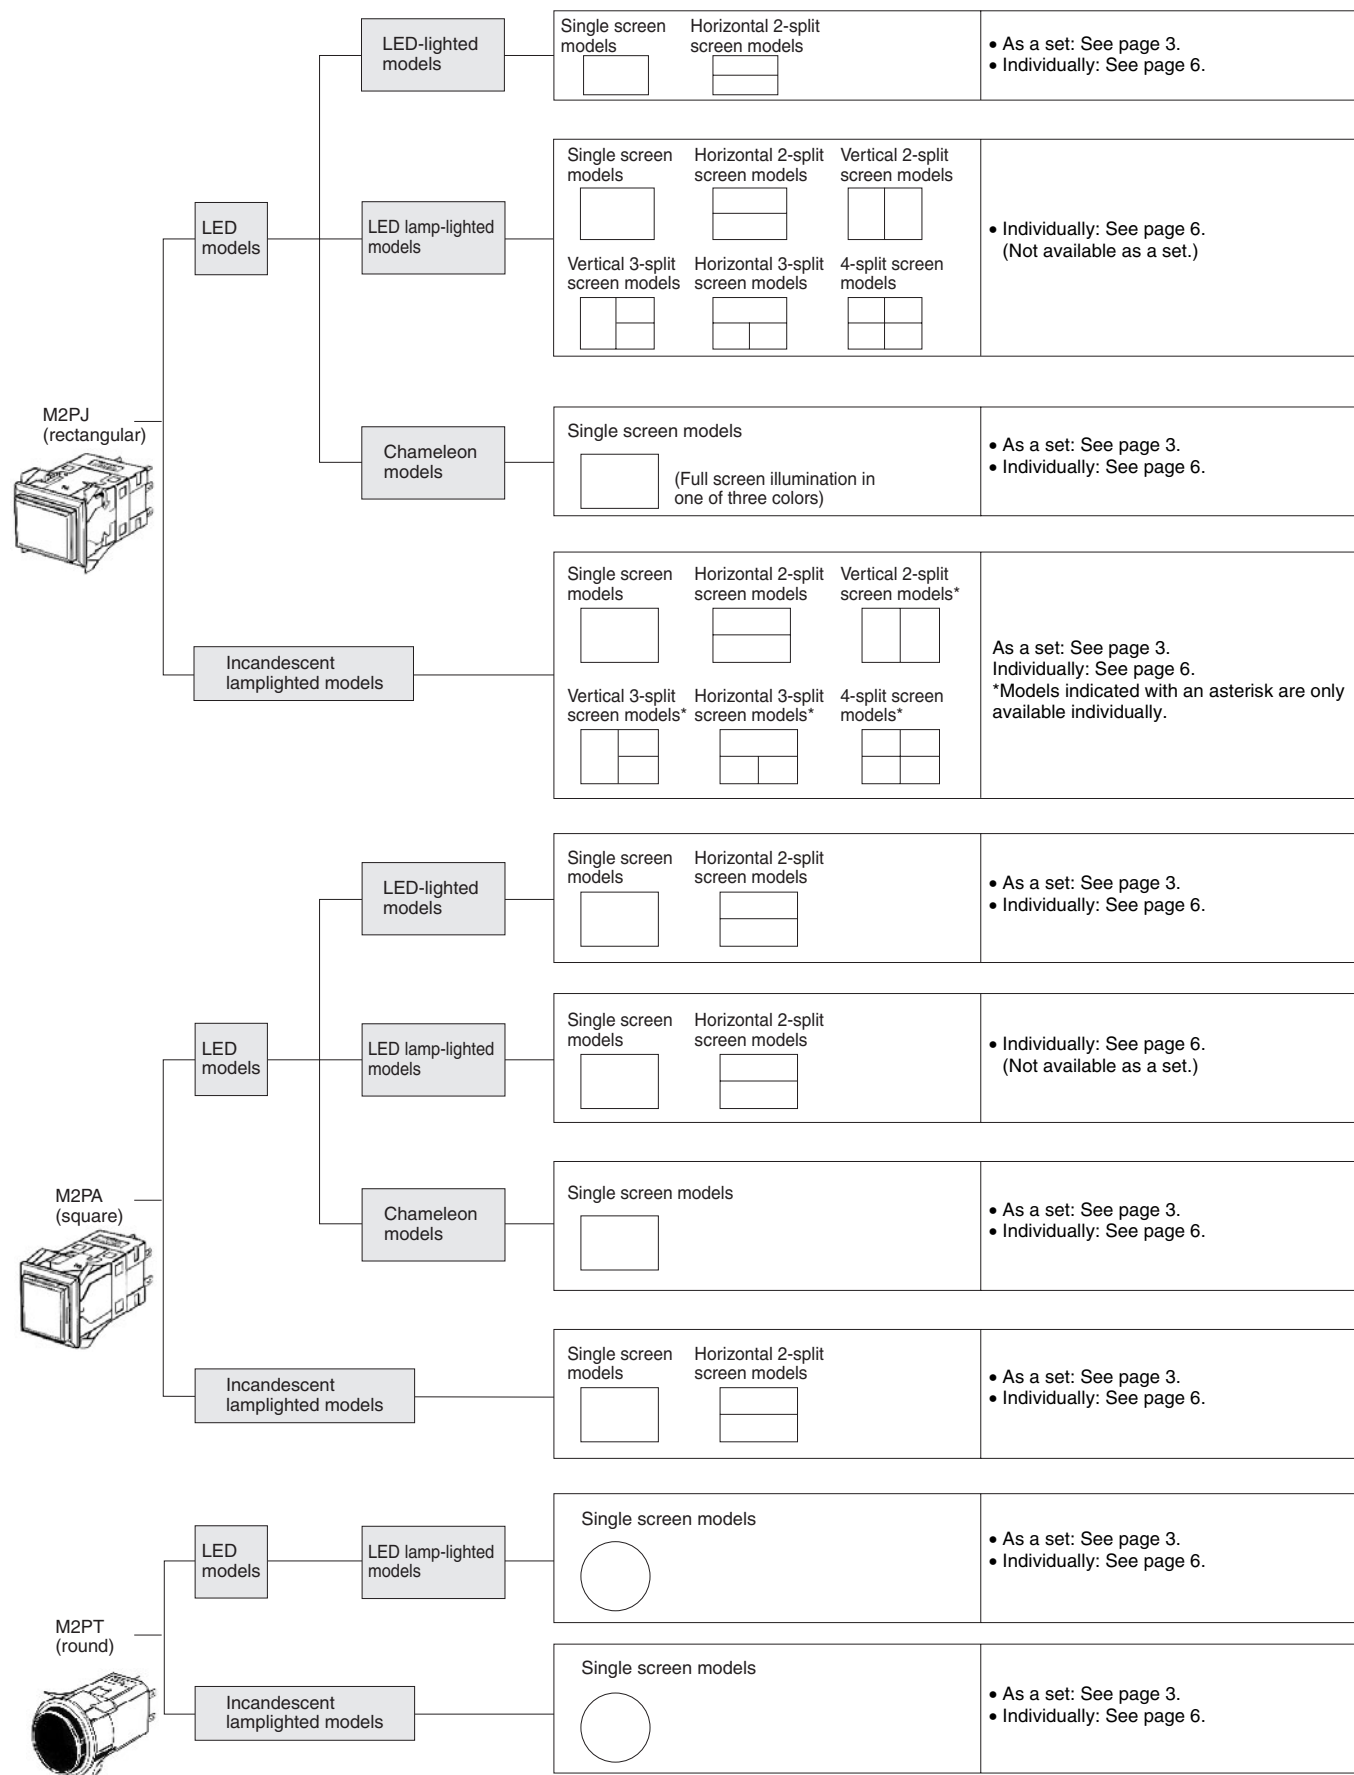 LED-lighted
models
Single screen
models
Horizontal 2-split
screen models
• As a set: See page 3.
• Individually: See page 6.
LED
models
LED lamp-lighted
models
Single screen
models
Horizontal 2-split
screen models
Vertical 2-split
screen models
Vertical 3-split
screen models
Horizontal 3-split
screen models
4-split screen
models
• Individually: See page 6.
(Not available as a set.)
M2PJ
(rectangular)
Chameleon
models
Single screen models
(Full screen illumination in
one of three colors)
• As a set: See page 3.
• Individually: See page 6.
Incandescent
lamplighted models
Single screen
models
Horizontal 2-split
screen models
Vertical 2-split
screen models*
Vertical 3-split
screen models*
Horizontal 3-split
screen models*
4-split screen
models*
As a set: See page 3.
Individually: See page 6.
*Models indicated with an asterisk are only
available individually.
LED-lighted
models
Single screen
models
Horizontal 2-split
screen models
• As a set: See page 3.
• Individually: See page 6.
LED
models
LED lamp-lighted
models
Single screen
models
Horizontal 2-split
screen models
• Individually: See page 6.
(Not available as a set.)
M2PA
(square)
Chameleon
models
Single screen models
• As a set: See page 3.
• Individually: See page 6.
Incandescent
lamplighted models
Single screen
models
Horizontal 2-split
screen models
• As a set: See page 3.
• Individually: See page 6.
LED
models
LED lamp-lighted
models
Single screen models
• As a set: See page 3.
• Individually: See page 6.
M2PT
(round)
Incandescent
lamplighted models
Single screen models
• As a set: See page 3.
• Individually: See page 6.